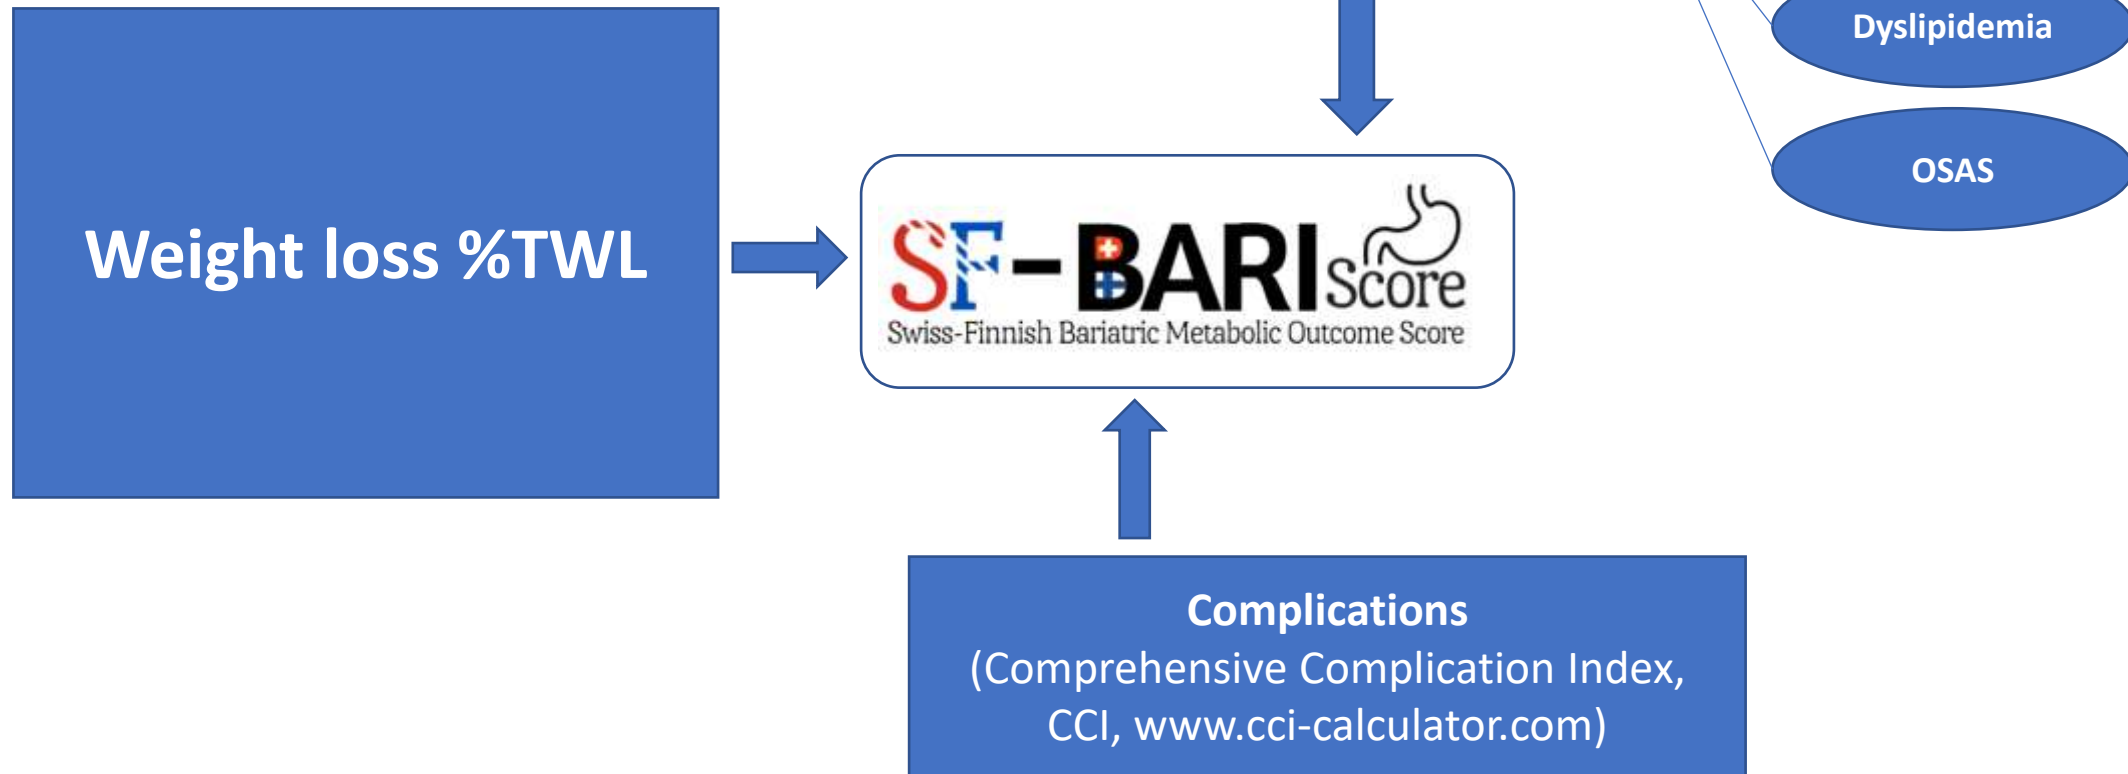 Dyslipidemia
OSAS
Weight loss %TWL
SF-BARI Score
Swiss-Finnish Bariatric Metabolic Outcome Score
Complications
(Comprehensive Complication Index,
CCI, www.cci-calculator.com)